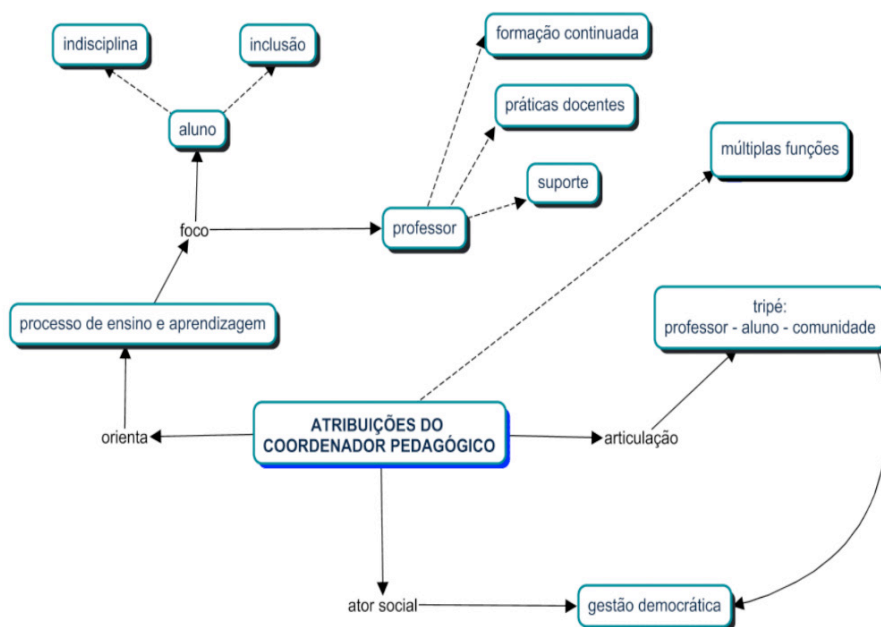 formação continuada
indisciplina
inclusão
práticas docentes
aluno
múltiplas funções
suporte
foco
professor
tripé:
professor - aluno - comunidade
processo de ensino e aprendizagem
ATRIBUIÇÕES DO
COORDENADOR PEDAGÓGICO
orienta
articulação
ator social
gestão democrática